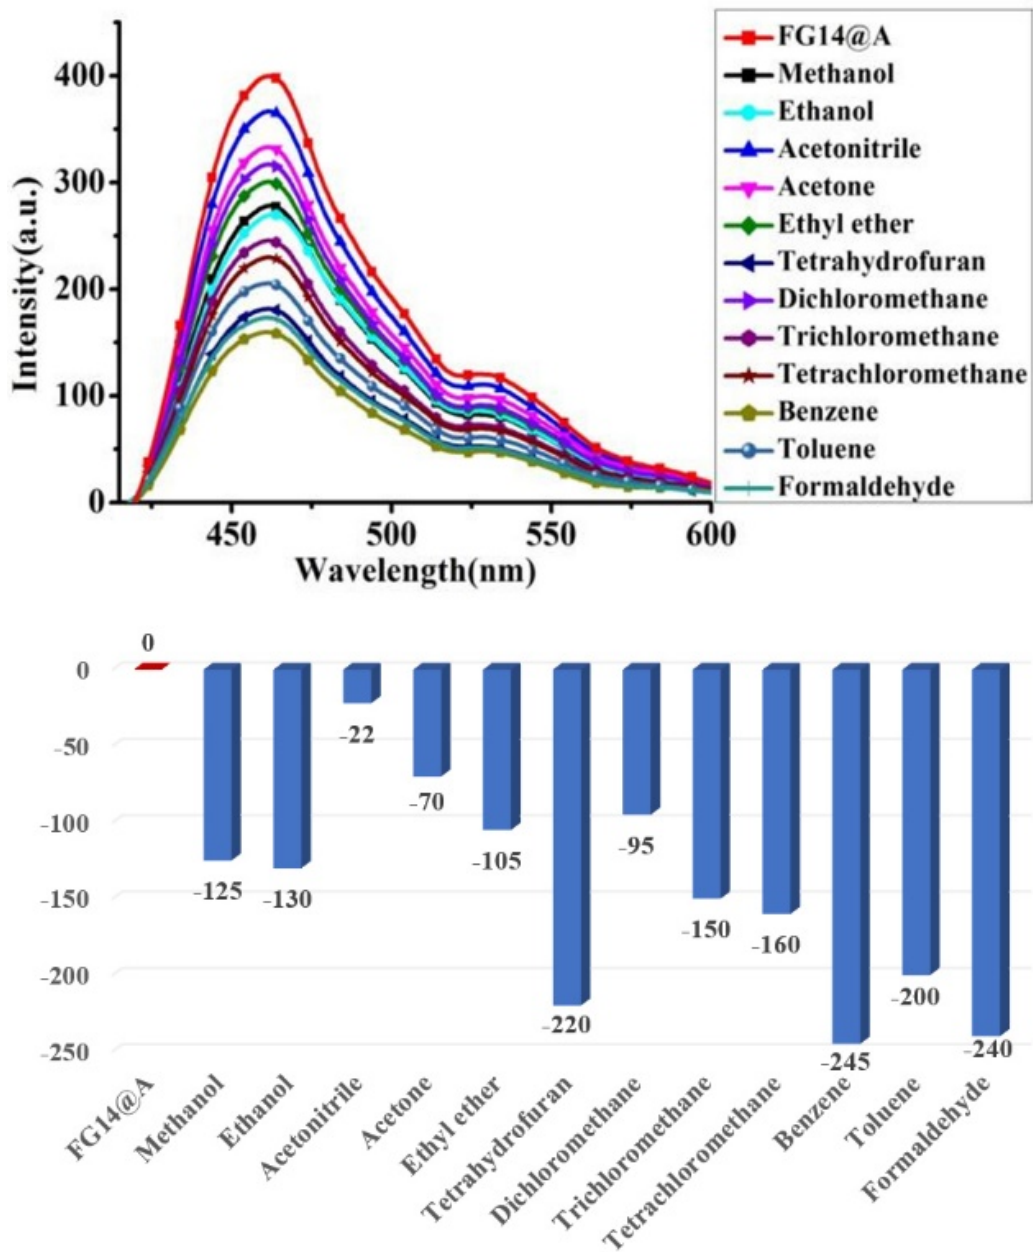 400
300
200
100
0
Intensity(a.u.)
450 500 550 600
Wavelength(nm)
FG14@A
Methanol
Ethanol
Acetonitrile
Acetone
Ethyl ether
Tetrahydrofuran
Dichloromethane
Trichloromethane
Tetrachloromethane
Benzene
Toluene
Formaldehyde
0
-50
-100
-150
-200
-250
0
-125
-130
-22
-70
-105
-220
-95
-150
-160
-245
-200
-240
FG14@A
Methanol
Ethanol
Acetonitrile
Acetone
Ethyl ether
Tetrahydrofuran
Dichloromethane
Trichloromethane
Tetrachloromethane
Benzene
Toluene
Formaldehyde